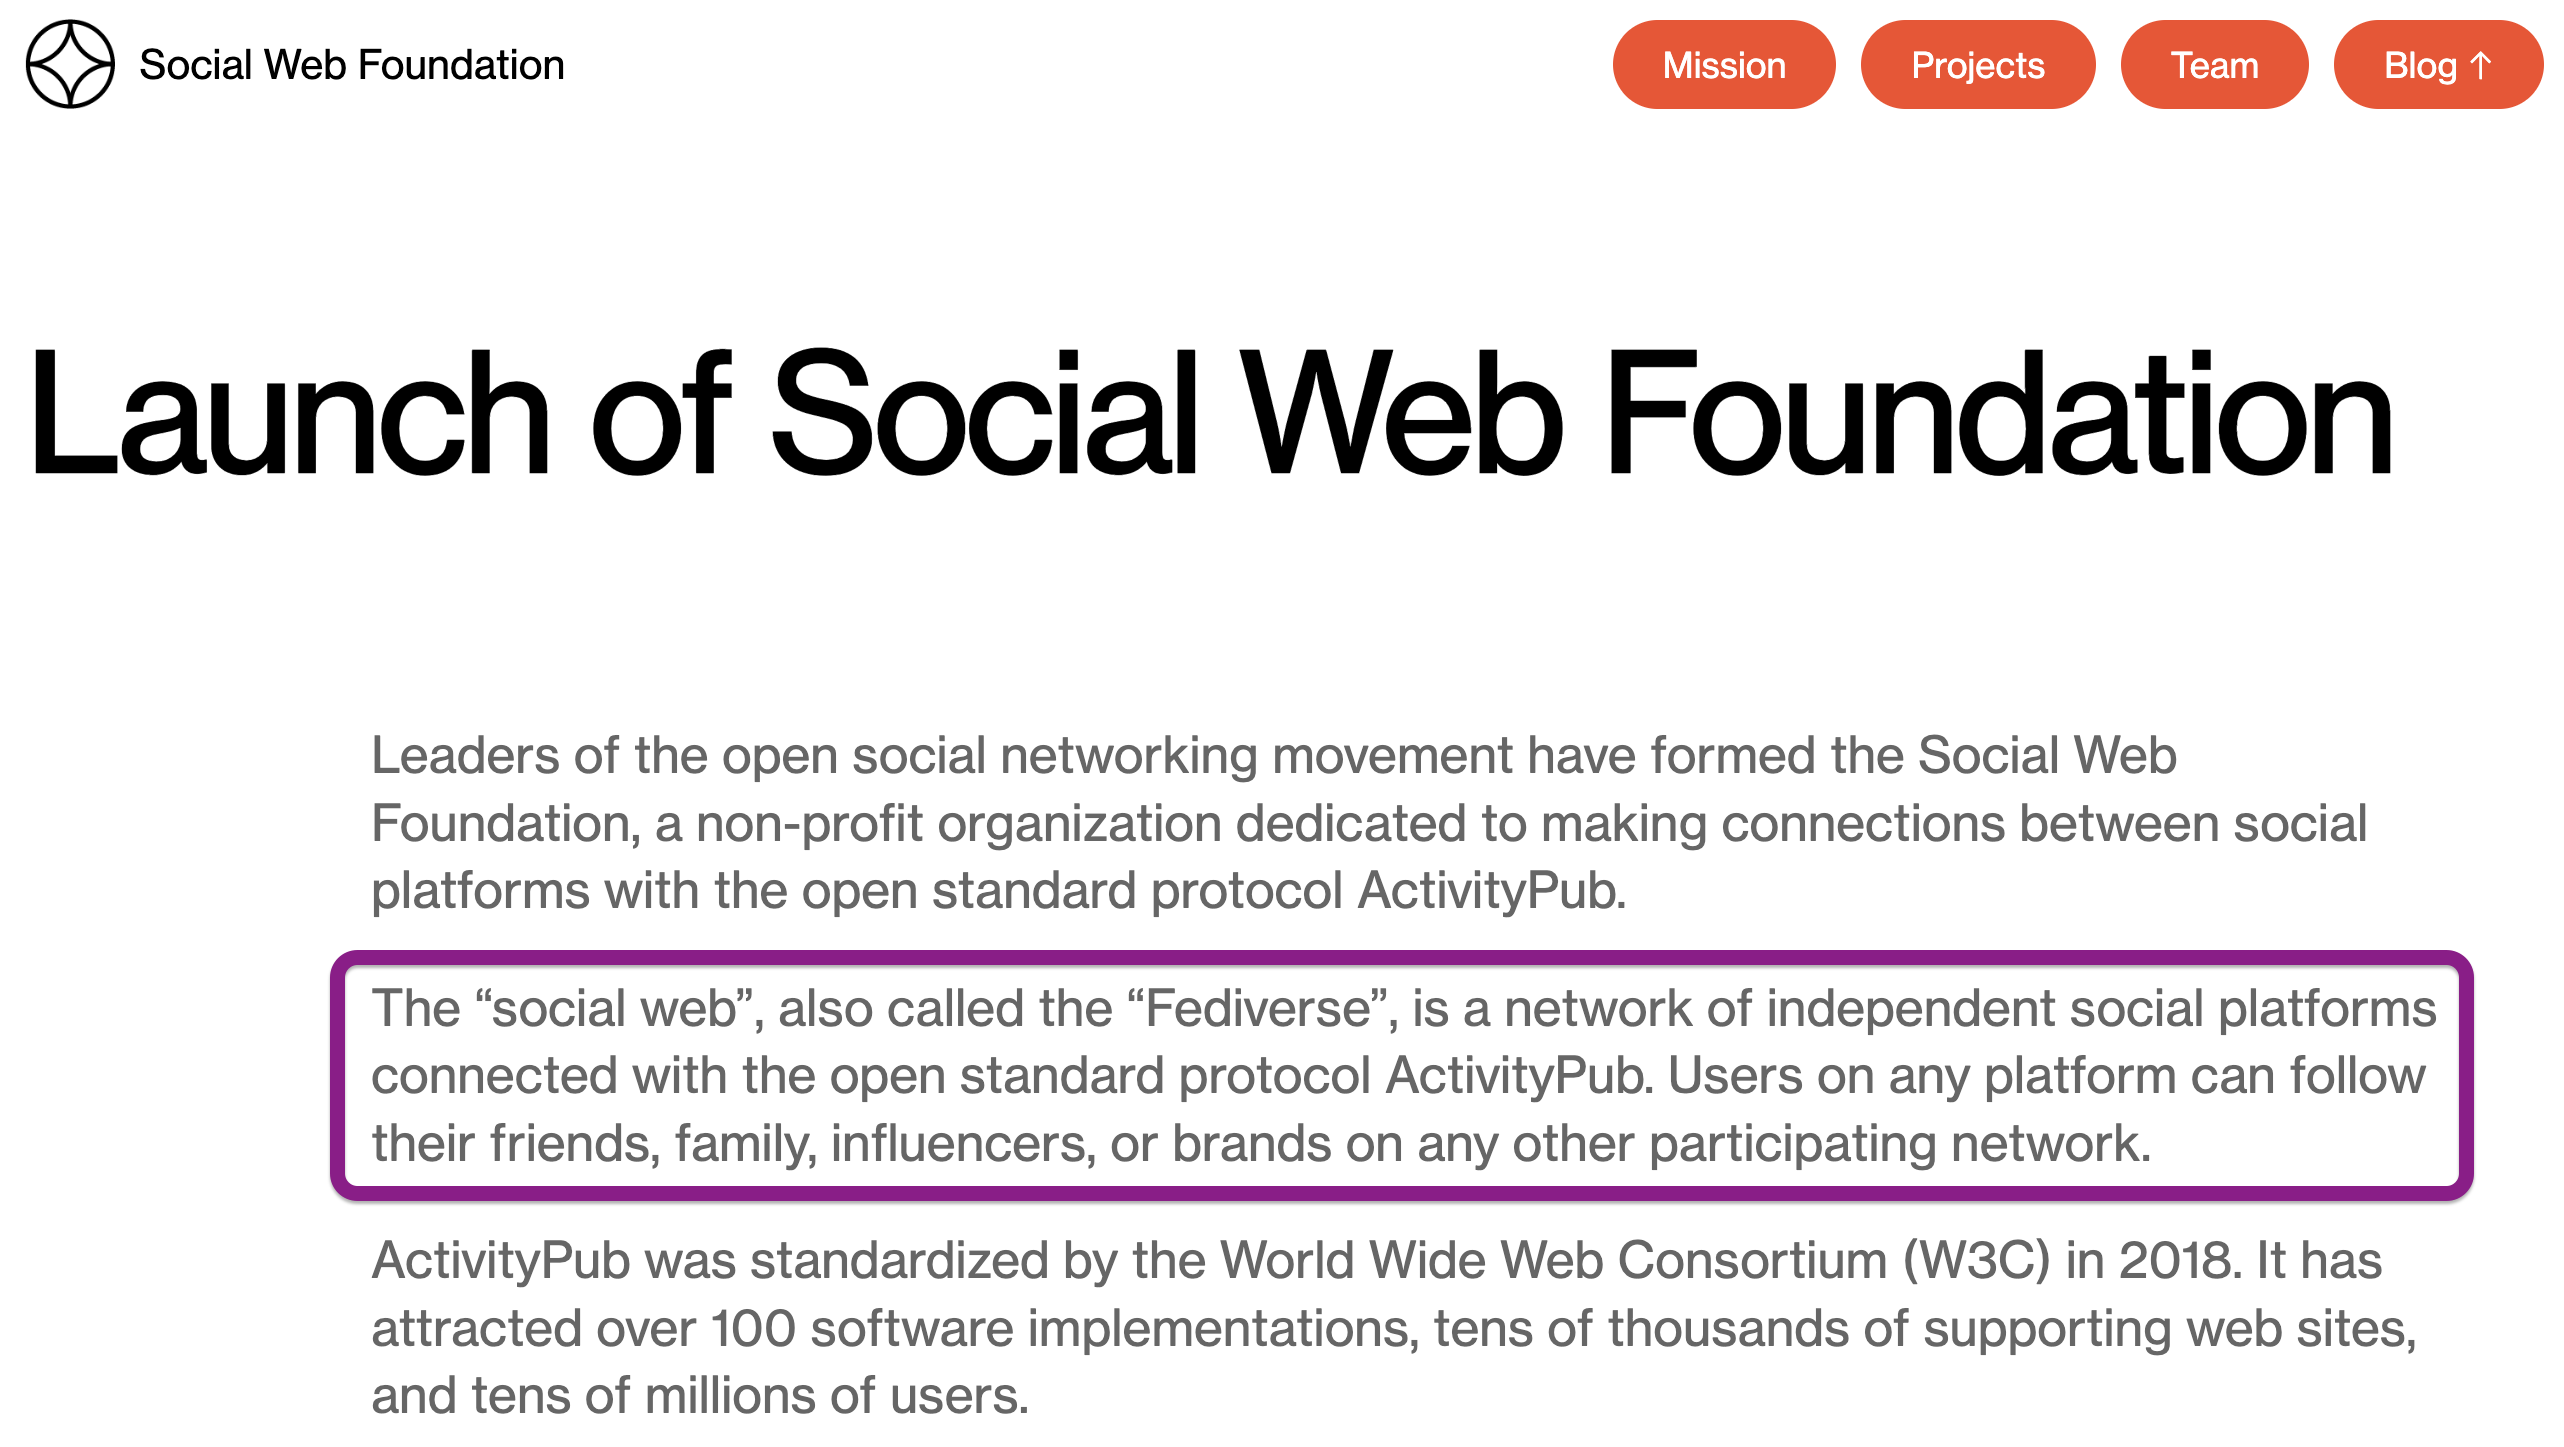 Social Web Foundation
Mission
Projects
Team
Blog ↑
Launch of Social Web Foundation
Leaders of the open social networking movement have formed the Social Web
Foundation, a non-profit organization dedicated to making connections between social
platforms with the open standard protocol ActivityPub.
The “social web”, also called the “Fediverse”, is a network of independent social platforms
connected with the open standard protocol ActivityPub. Users on any platform can follow
their friends, family, influencers, or brands on any other participating network.
ActivityPub was standardized by the World Wide Web Consortium (W3C) in 2018. It has
attracted over 100 software implementations, tens of thousands of supporting web sites,
and tens of millions of users.